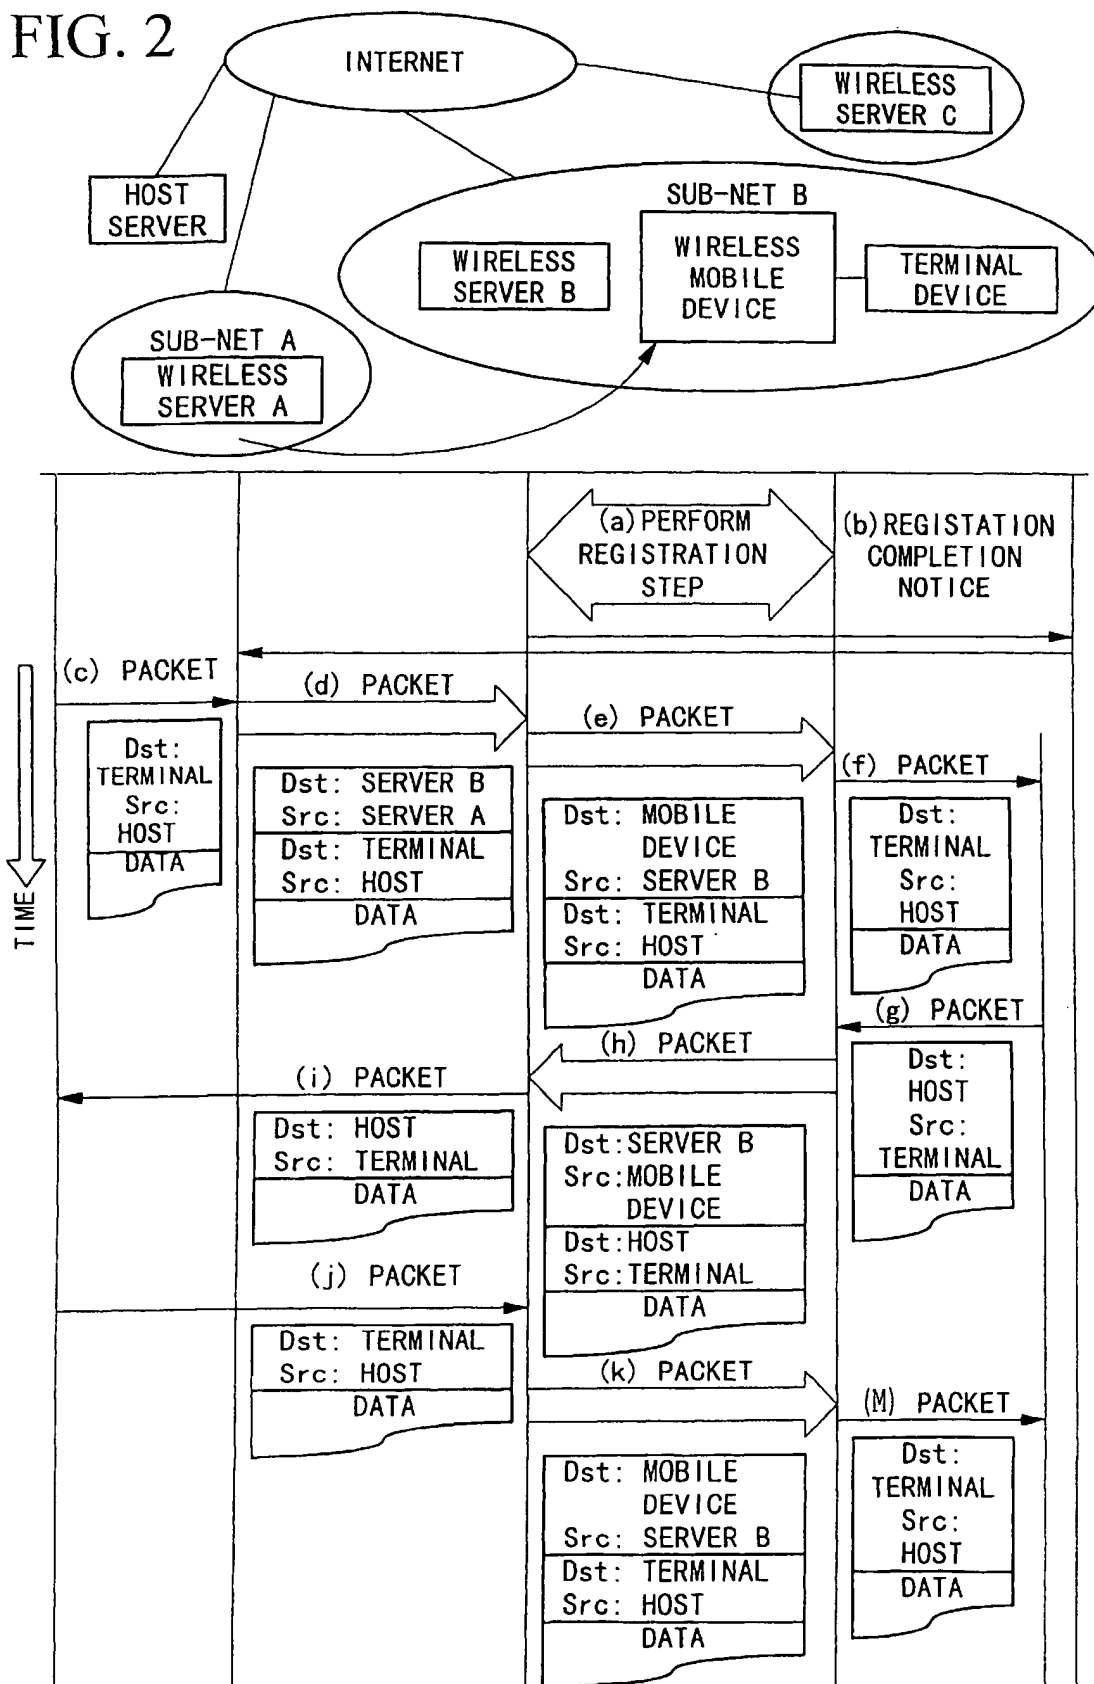 FIG. 2
INTERNET
WIRELESS
SERVER C
HOST
SERVER
SUB-NET B
WIRELESS
SERVER B
WIRELESS
MOBILE
DEVICE
TERMINAL
DEVICE
SUB-NET A
WIRELESS
SERVER A
(a) PERFORM
REGISTRATION
STEP
(b) REGISTATION
COMPLETION
NOTICE
TIME
(c) PACKET
Dst:
TERMINAL
Src:
HOST
DATA
(d) PACKET
Dst: SERVER B
Src: SERVER A
Dst: TERMINAL
Src: HOST
DATA
(e) PACKET
Dst: MOBILE
DEVICE
Src: SERVER B
Dst: TERMINAL
Src: HOST
DATA
(f) PACKET
Dst:
TERMINAL
Src:
HOST
DATA
(g) PACKET
Dst:
HOST
Src:
TERMINAL
DATA
(h) PACKET
Dst:SERVER B
Src:MOBILE
DEVICE
Dst:HOST
Src:TERMINAL
DATA
(i) PACKET
Dst: HOST
Src: TERMINAL
DATA
(j) PACKET
Dst: TERMINAL
Src: HOST
DATA
(k) PACKET
Dst: MOBILE
DEVICE
Src: SERVER B
Dst: TERMINAL
Src: HOST
DATA
(M) PACKET
Dst:
TERMINAL
Src:
HOST
DATA